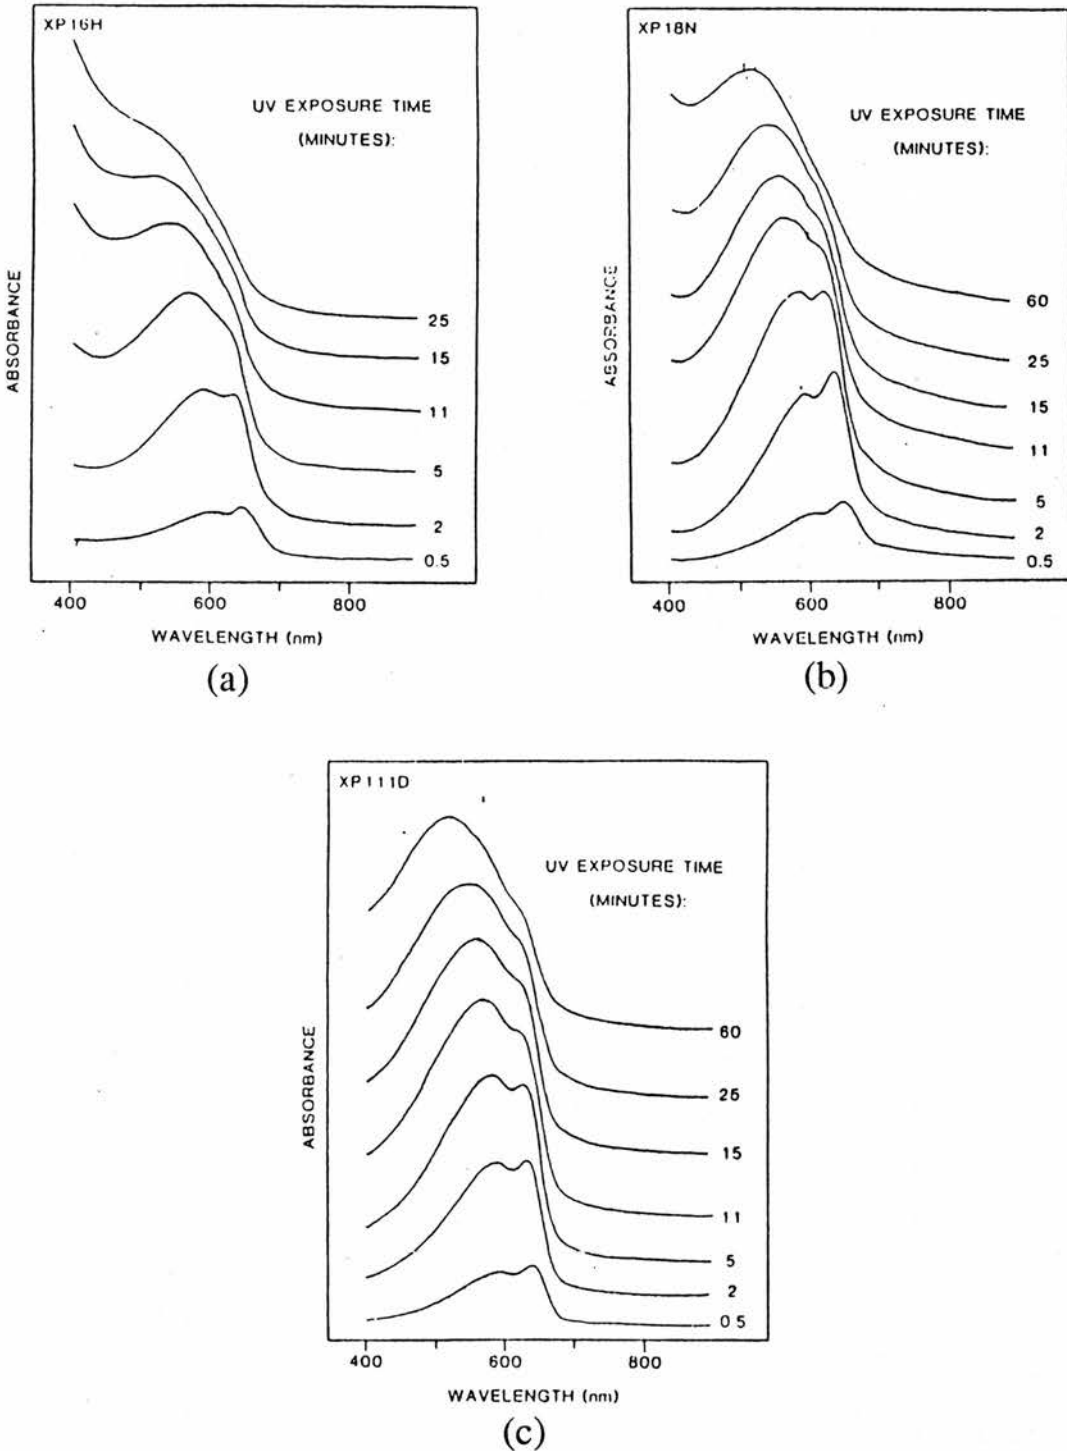 XP16H
UV EXPOSURE TIME
(MINUTES):
ABSORBANCE
25
15
11
5
2
0.5
400
600
800
WAVELENGTH (nm)
(a)
XP18N
UV EXPOSURE TIME
(MINUTES):
ABSORBANCE
60
25
15
11
5
2
0.5
400
600
800
WAVELENGTH (nm)
(b)
XP111D
UV EXPOSURE TIME
(MINUTES):
ABSORBANCE
60
25
15
11
5
2
0 5
400
600
800
WAVELENGTH (nm)
(c)